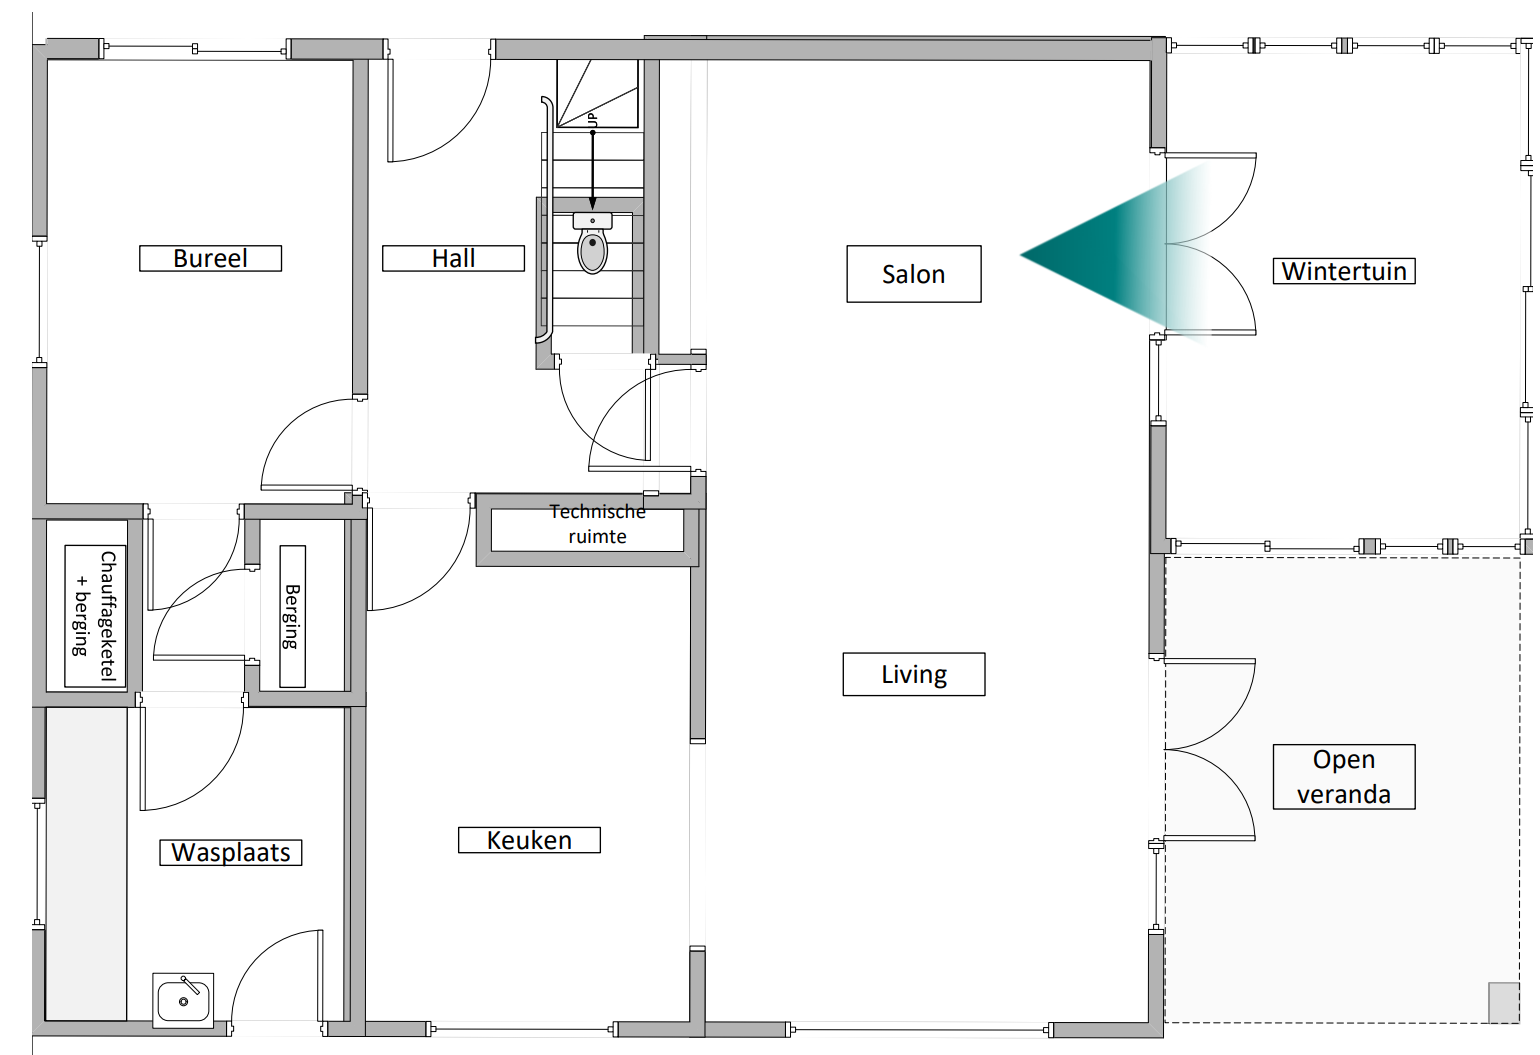 UP
Bureel
Hall
Salon
Wintertuin
Technische
ruimte
Chauffageketel
+ berging
Berging
Living
Open
veranda
Keuken
Wasplaats